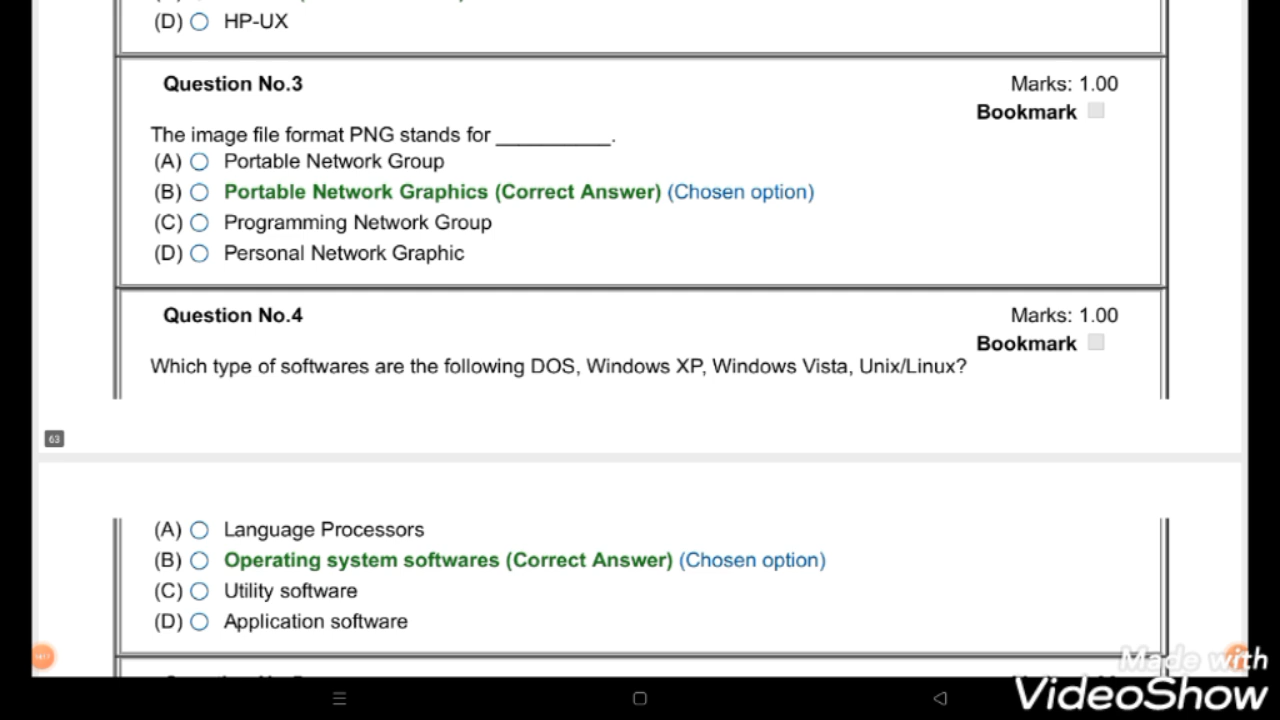 (D) HP-UX
Question No.3 Marks: 1.00
Bookmark
The image file format PNG stands for __________.
(A) Portable Network Group
(B) Portable Network Graphics (Correct Answer) (Chosen option)
(C) Programming Network Group
(D) Personal Network Graphic
Question No.4 Marks: 1.00
Bookmark
Which type of softwares are the following DOS, Windows XP, Windows Vista, Unix/Linux?
63
(A) Language Processors
(B) Operating system softwares (Correct Answer) (Chosen option)
(C) Utility software
(D) Application software
Made with
VideoShow